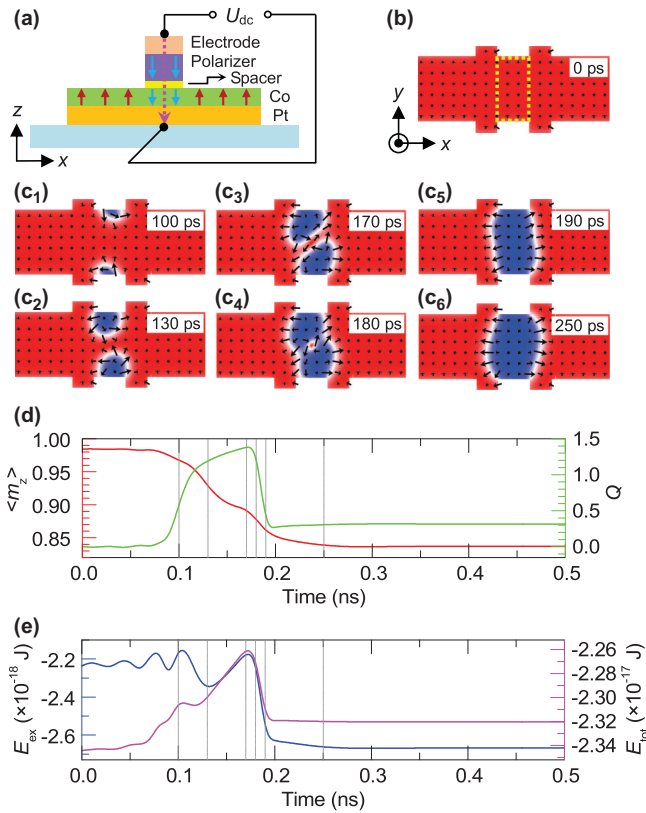 (a)
U_dc
Electrode
Polarizer
Spacer
Co
Pt
z
x
(b)
0 ps
y
x
(c₁)
100 ps
(c₃)
170 ps
(c₅)
190 ps
(c₂)
130 ps
(c₄)
180 ps
(c₆)
250 ps
(d)
1.00
0.95
0.90
0.85
<m_z>
1.5
1.0
0.5
0.0
Q
0.0 0.1 0.2 0.3 0.4 0.5
Time (ns)
(e)
-2.2
-2.4
-2.6
E_ex (×10⁻¹⁸ J)
-2.26
-2.28
-2.30
-2.32
-2.34
E_tot (×10⁻¹⁷ J)
0.0 0.1 0.2 0.3 0.4 0.5
Time (ns)